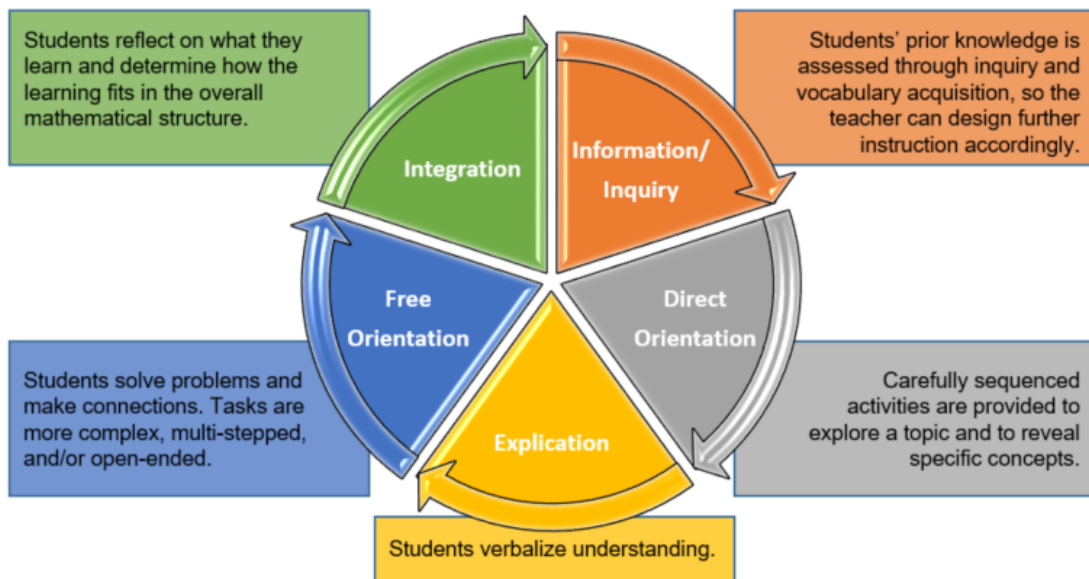 Students reflect on what they
learn and determine how the
learning fits in the overall
mathematical structure.
Students’ prior knowledge is
assessed through inquiry and
vocabulary acquisition, so the
teacher can design further
instruction accordingly.
Integration
Information/
Inquiry
Free
Orientation
Direct
Orientation
Explication
Students solve problems and
make connections. Tasks are
more complex, multi-stepped,
and/or open-ended.
Carefully sequenced
activities are provided to
explore a topic and to reveal
specific concepts.
Students verbalize understanding.